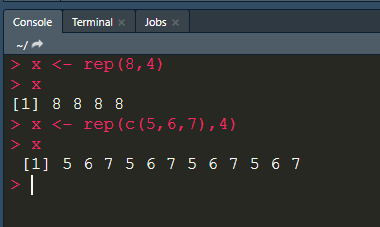 Console Terminal × Jobs ×
~/
> x <- rep(8,4)
> x
[1] 8 8 8 8
> x <- rep(c(5,6,7),4)
> x
 [1] 5 6 7 5 6 7 5 6 7 5 6 7
>